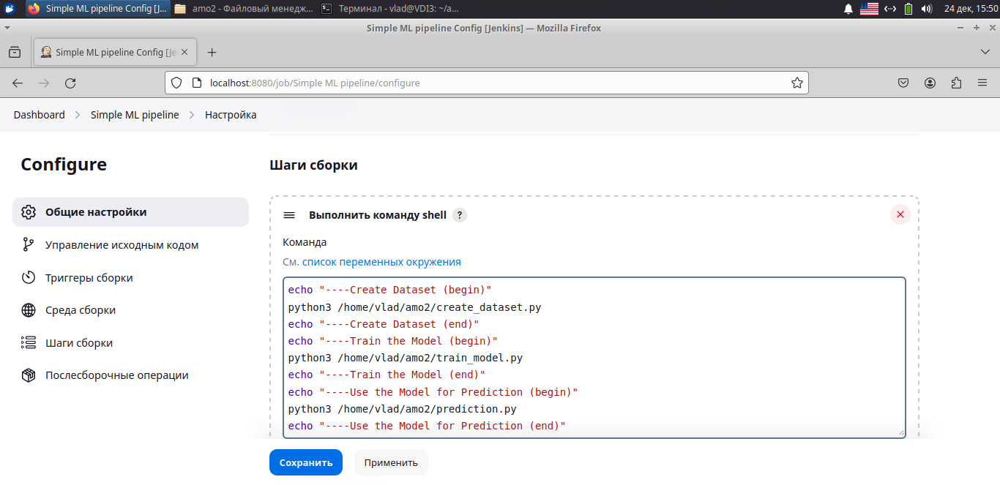 Simple ML pipeline Config [J...
amo2 - Файловый менедж...
Терминал - vlad@VDI3: ~/a...
24 дек, 15:50
Simple ML pipeline Config [Jenkins] — Mozilla Firefox
Simple ML pipeline Config [Je
localhost:8080/job/Simple ML pipeline/configure
Dashboard > Simple ML pipeline > Настройка
Configure
Общие настройки
Управление исходным кодом
Триггеры сборки
Среда сборки
Шаги сборки
Послесборочные операции
Шаги сборки
Выполнить команду shell ?
Команда
См. список переменных окружения
echo "----Create Dataset (begin)"
python3 /home/vlad/amo2/create_dataset.py
echo "----Create Dataset (end)"
echo "----Train the Model (begin)"
python3 /home/vlad/amo2/train_model.py
echo "----Train the Model (end)"
echo "----Use the Model for Prediction (begin)"
python3 /home/vlad/amo2/prediction.py
echo "----Use the Model for Prediction (end)"
Сохранить
Применить